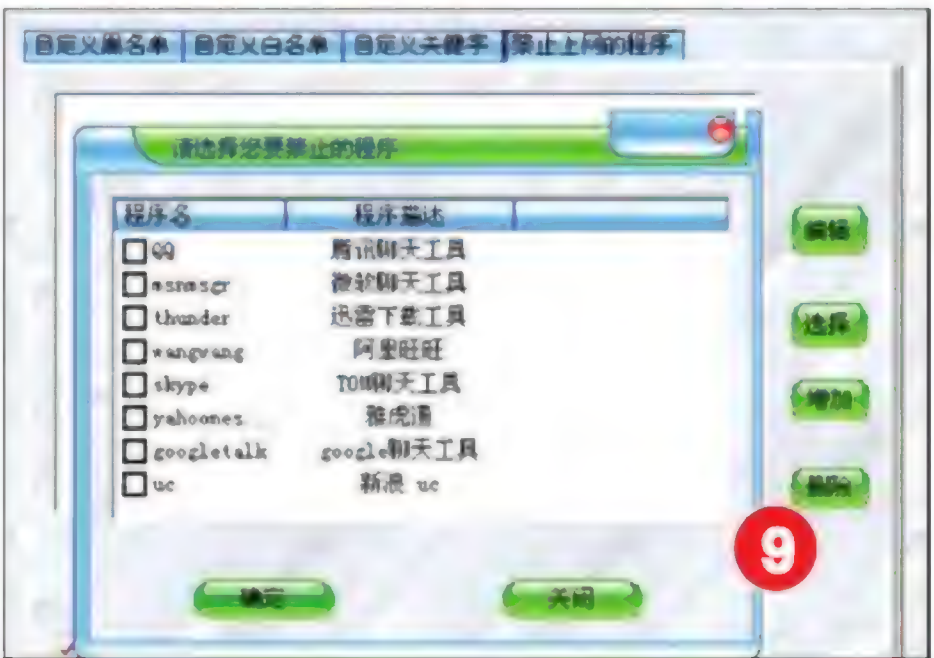 自定义黑名单 自定义白名单 自定义关键字 禁止上网的程序
请选择您要禁止的程序
程序名 程序描述
QQ 腾讯聊天工具
msnmsgr 微软聊天工具
thunder 迅雷下载工具
wangwang 阿里旺旺
skype TOM聊天工具
yahoomes 雅虎通
googletalk google聊天工具
uc 新浪 uc
编辑
选择
增加
删除
9
确定 关闭